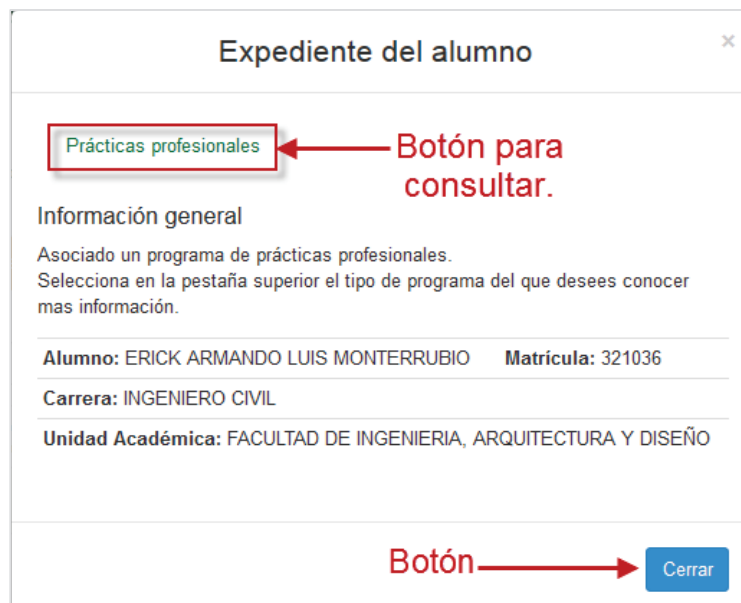 Expediente del alumno
×
Prácticas profesionales
Botón para
consultar.
Información general
Asociado un programa de prácticas profesionales.
Selecciona en la pestaña superior el tipo de programa del que desees conocer
mas información.
Alumno: ERICK ARMANDO LUIS MONTERRUBIO Matrícula: 321036
Carrera: INGENIERO CIVIL
Unidad Académica: FACULTAD DE INGENIERIA, ARQUITECTURA Y DISEÑO
Botón
Cerrar